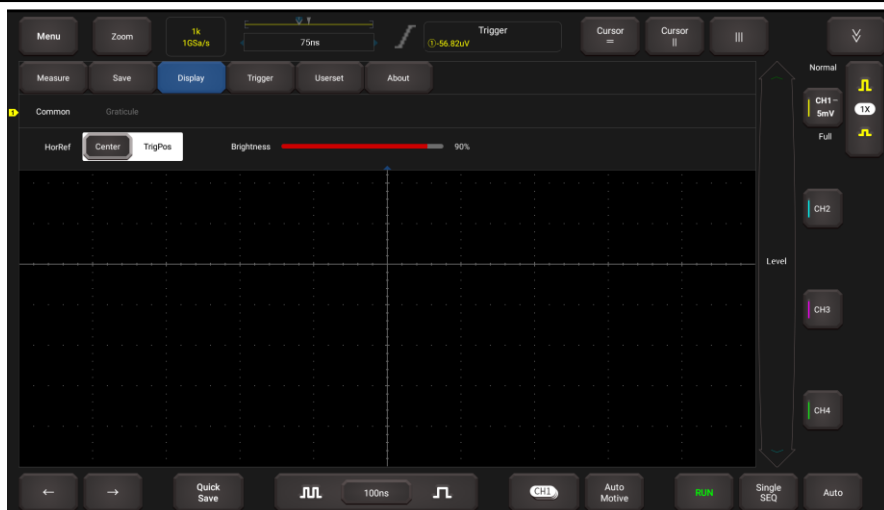 Menu
Zoom
1k
1GSa/s
75ns
Trigger
①-56.82uV
Cursor
Cursor
Measure
Save
Display
Trigger
Userset
About
Normal
1
Common
Graticule
CH1
5mV
1X
Full
HorRef
Center
TrigPos
Brightness
90%
CH2
Level
CH3
CH4
Quick
Save
100ns
CH1
Auto
Motive
RUN
Single
SEQ
Auto